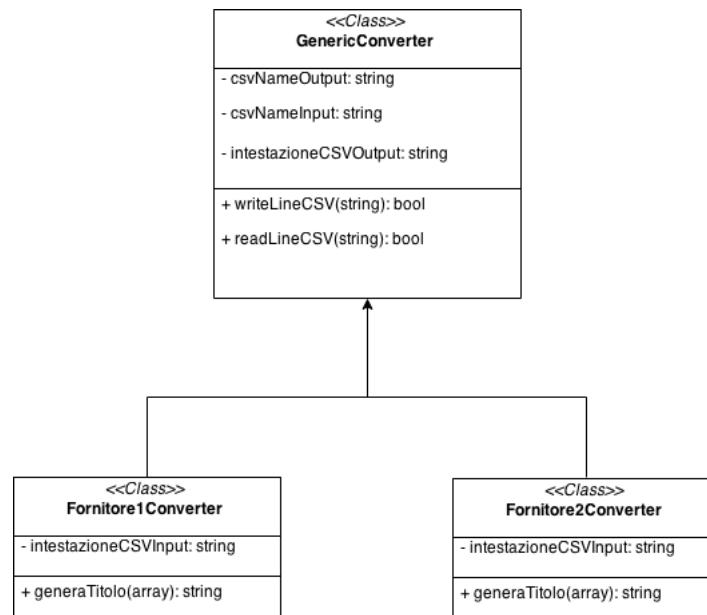 <<Class>>
GenericConverter
- csvNameOutput: string
- csvNameInput: string
- intestazioneCSVOutput: string
+ writeLineCSV(string): bool
+ readLineCSV(string): bool
<<Class>>
Fornitore1Converter
- intestazioneCSVInput: string
+ generaTitolo(array): string
<<Class>>
Fornitore2Converter
- intestazioneCSVInput: string
+ generaTitolo(array): string